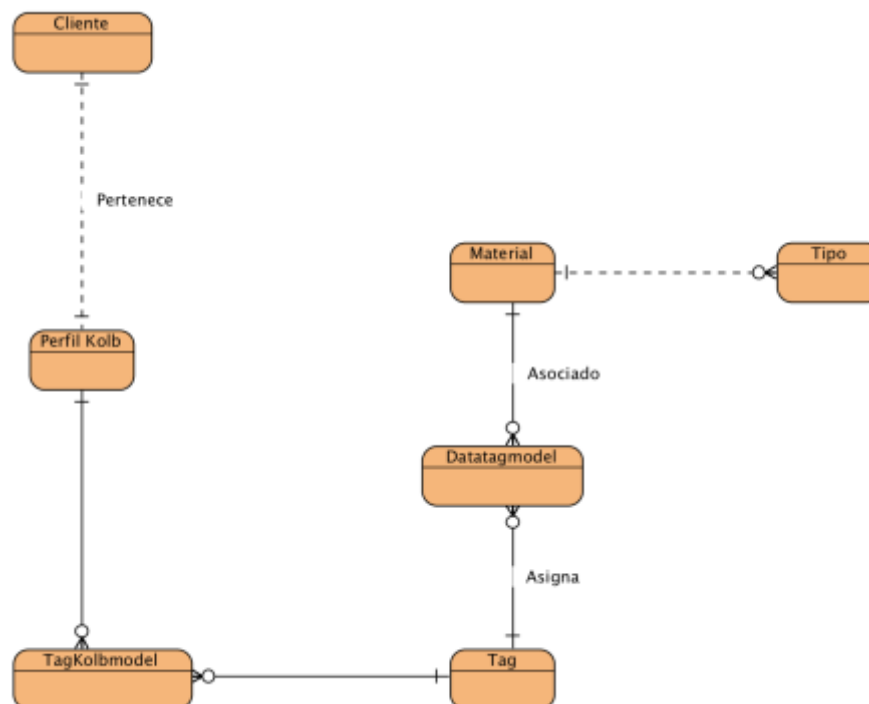 Cliente
Pertenece
Material
Tipo
Perfil Kolb
Asociado
Datatagmodel
Asigna
TagKolbmodel
Tag